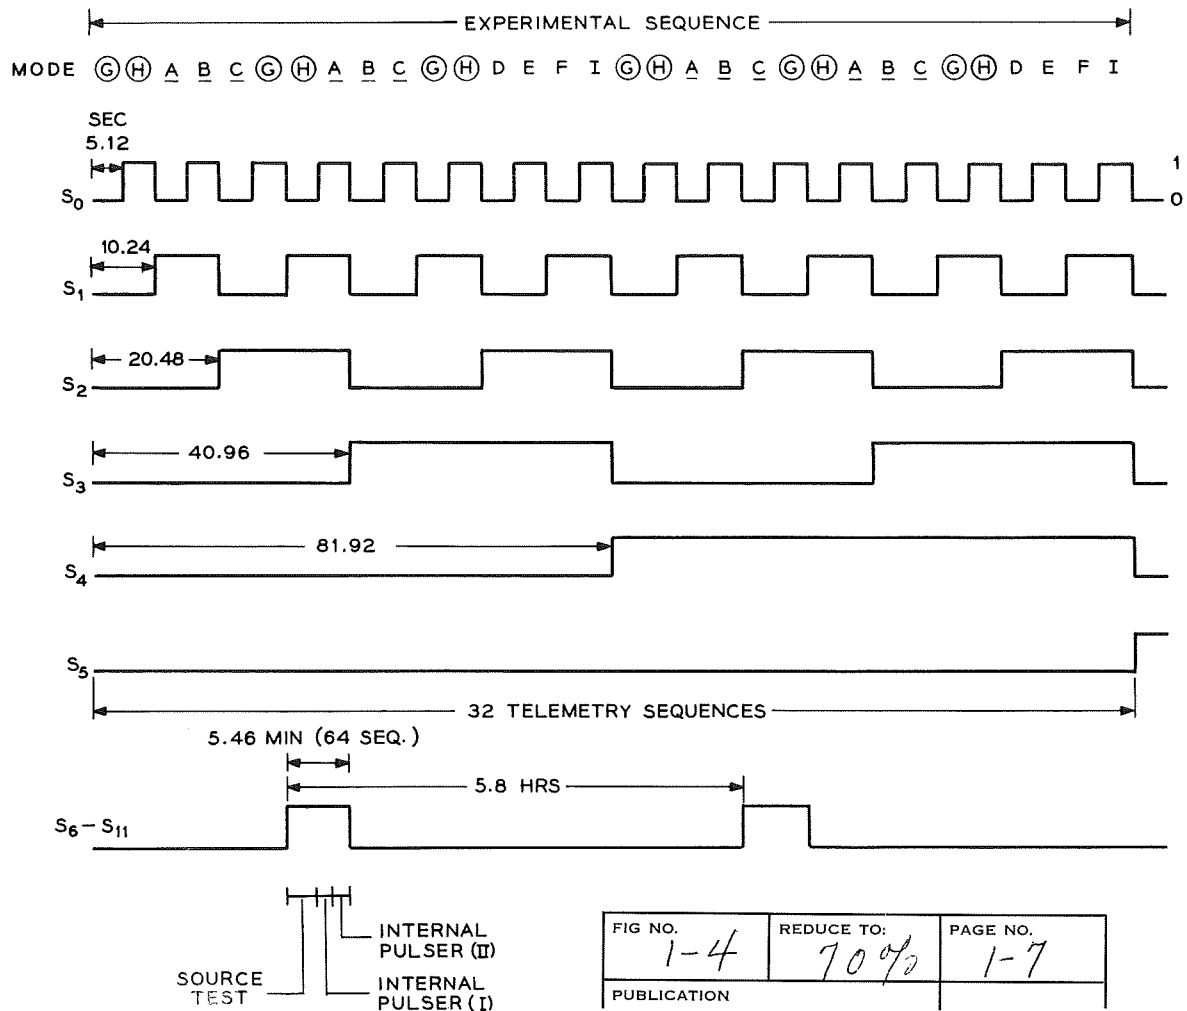 EXPERIMENTAL SEQUENCE
MODE G H A B C G H A B C G H D E F I G H A B C G H A B C G H D E F I
SEC
5.12
1
S0
0
10.24
S1
20.48
S2
40.96
S3
81.92
S4
S5
32 TELEMETRY SEQUENCES
5.46 MIN (64 SEQ.)
5.8 HRS
S6-S11
INTERNAL
PULSER (II)
SOURCE
TEST
INTERNAL
PULSER (I)
FIG NO. REDUCE TO: PAGE NO.
1-4 70% 1-7
PUBLICATION